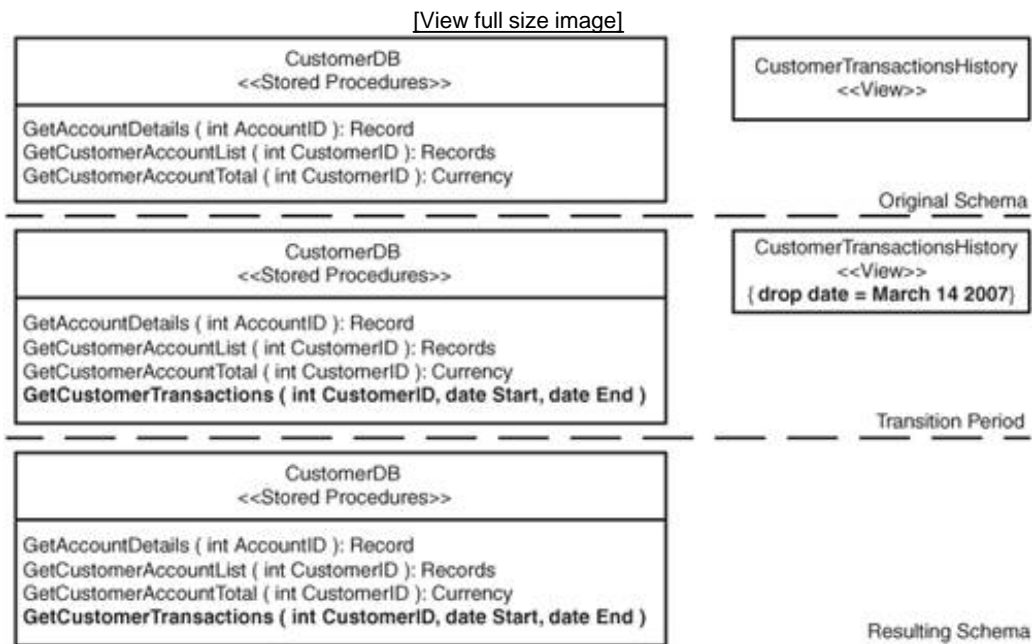 [View full size image]
CustomerDB
<<Stored Procedures>>
GetAccountDetails ( int AccountID ): Record
GetCustomerAccountList ( int CustomerID ): Records
GetCustomerAccountTotal ( int CustomerID ): Currency
CustomerTransactionsHistory
<<View>>
Original Schema
CustomerDB
<<Stored Procedures>>
GetAccountDetails ( int AccountID ): Record
GetCustomerAccountList ( int CustomerID ): Records
GetCustomerAccountTotal ( int CustomerID ): Currency
GetCustomerTransactions ( int CustomerID, date Start, date End )
CustomerTransactionsHistory
<<View>>
{ drop date = March 14 2007}
Transition Period
CustomerDB
<<Stored Procedures>>
GetAccountDetails ( int AccountID ): Record
GetCustomerAccountList ( int CustomerID ): Records
GetCustomerAccountTotal ( int CustomerID ): Currency
GetCustomerTransactions ( int CustomerID, date Start, date End )
Resulting Schema